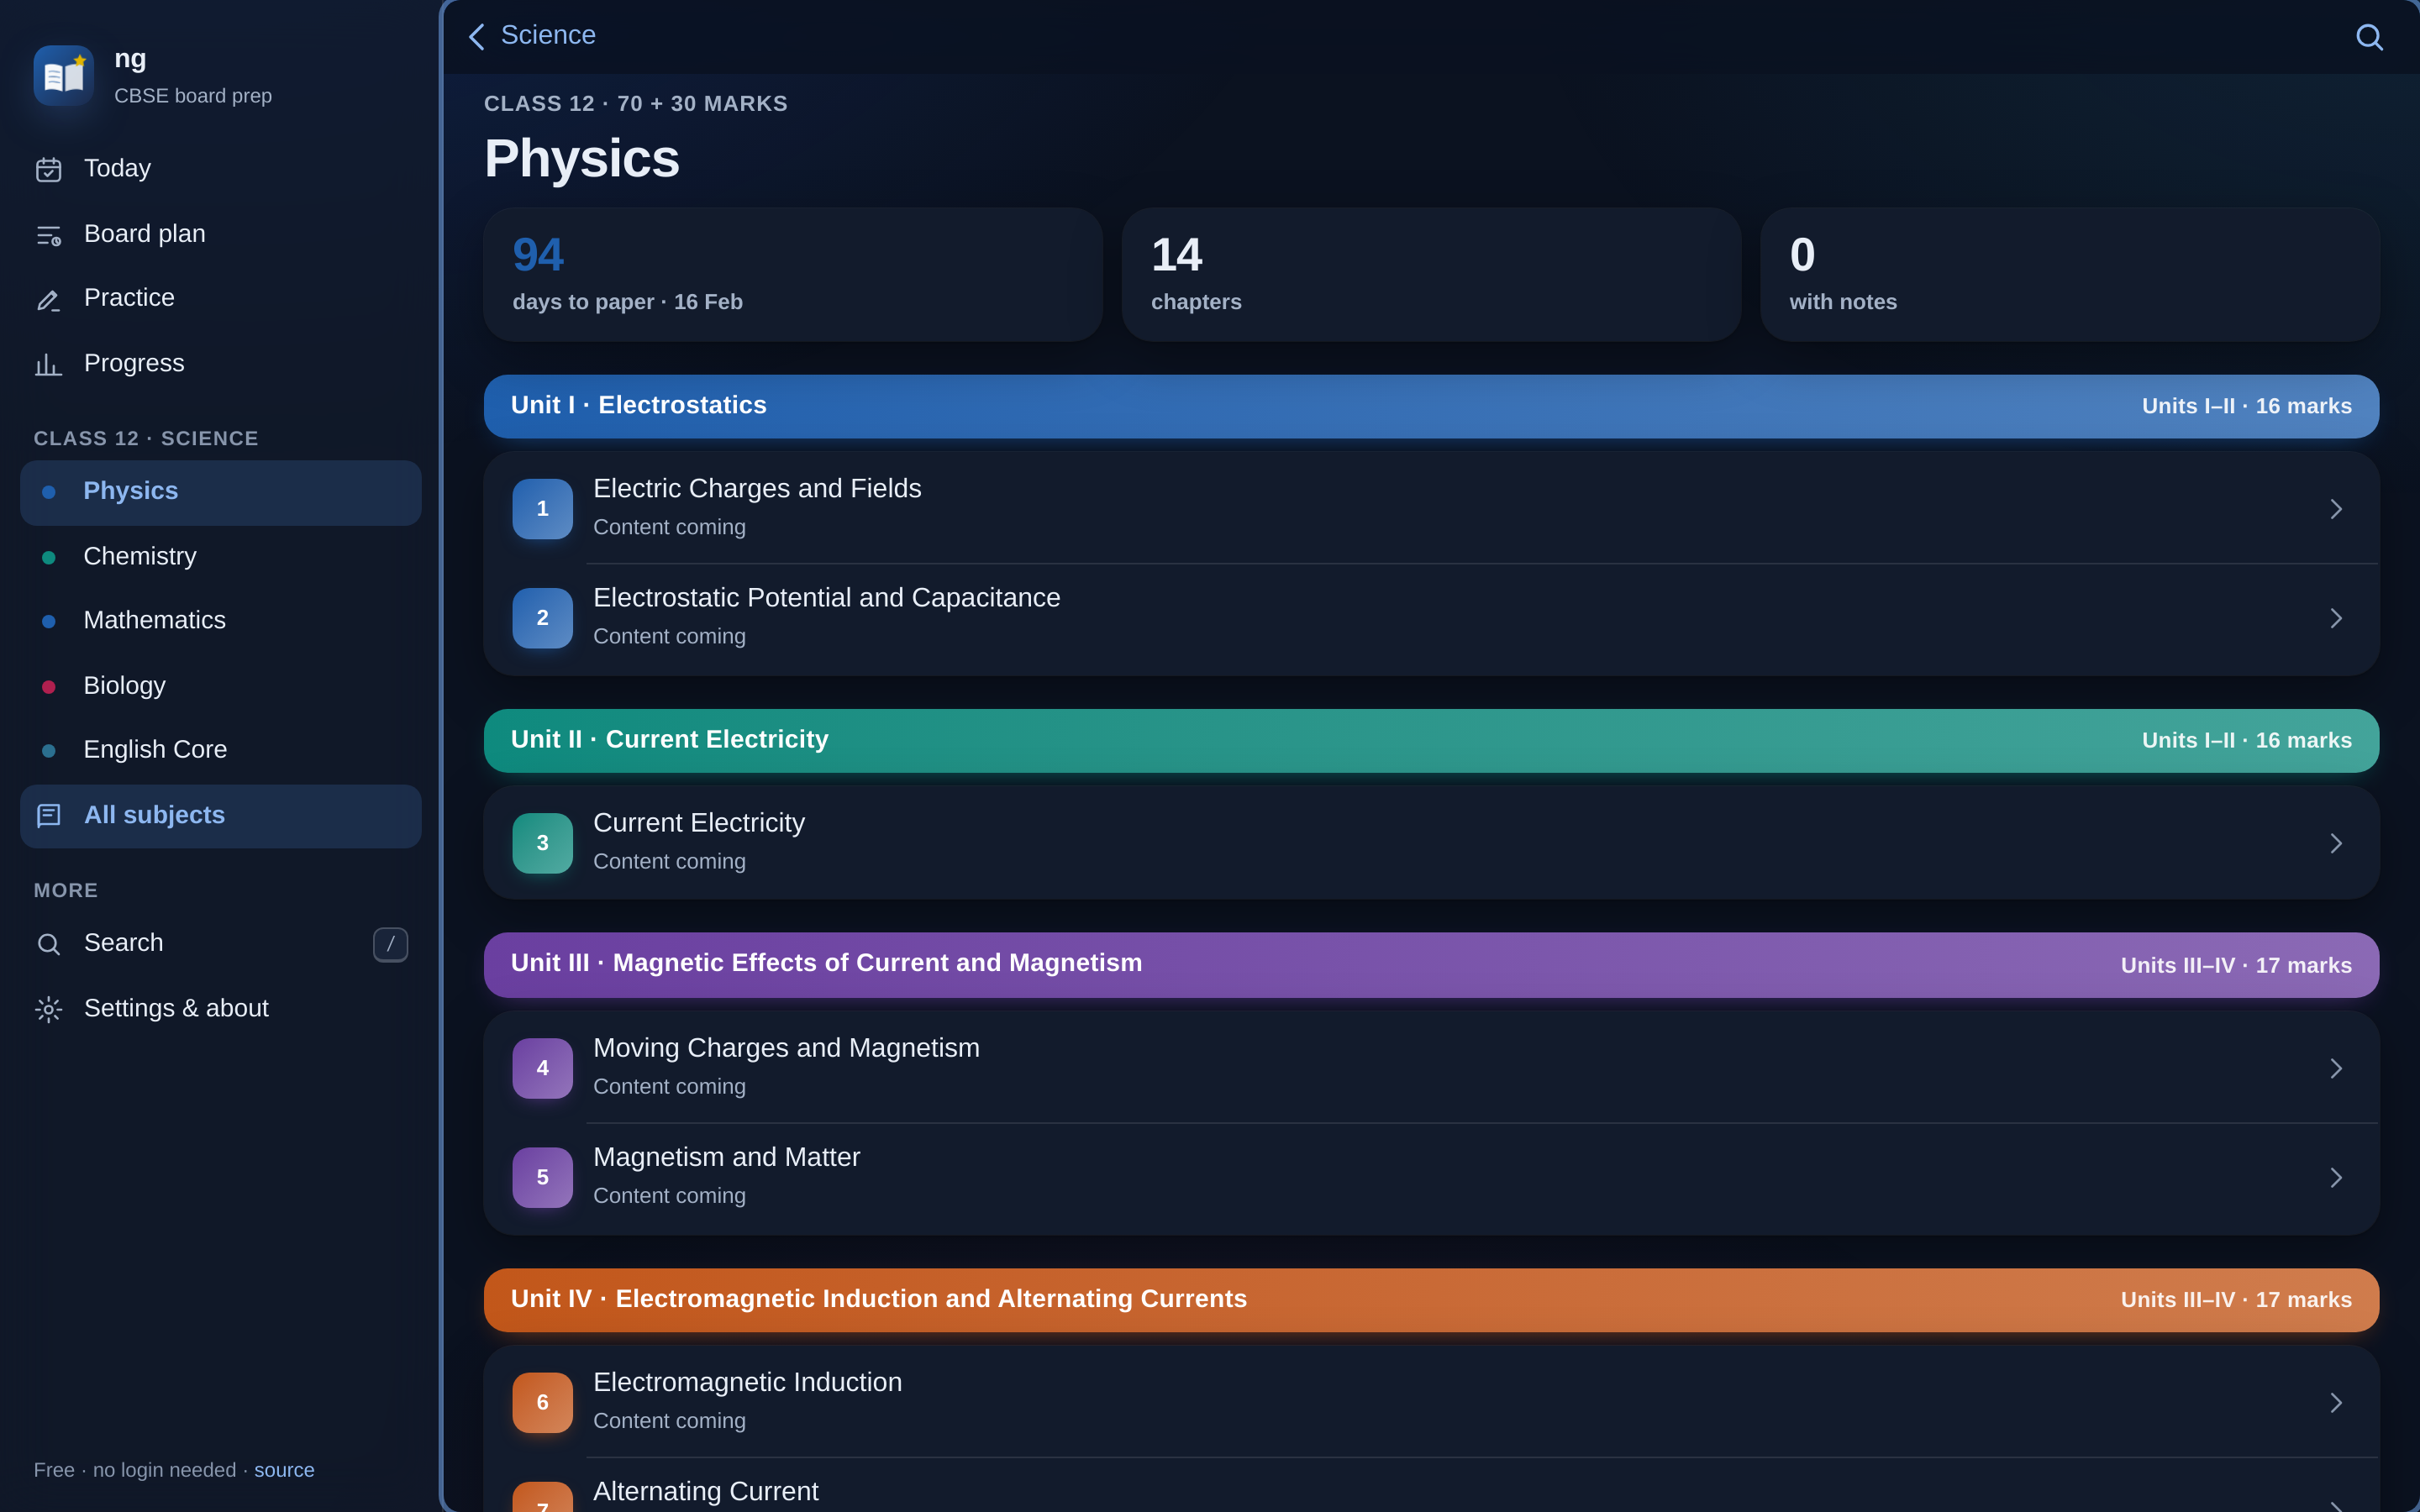 ng
CBSE board prep
Today
Board plan
Practice
Progress
CLASS 12 · SCIENCE
Physics
Chemistry
Mathematics
Biology
English Core
All subjects
MORE
Search /
Settings & about
Free · no login needed · source
Science
CLASS 12 · 70 + 30 MARKS
Physics
94
days to paper · 16 Feb
14
chapters
0
with notes
Unit I · Electrostatics Units I–II · 16 marks
1 Electric Charges and Fields
Content coming
2 Electrostatic Potential and Capacitance
Content coming
Unit II · Current Electricity Units I–II · 16 marks
3 Current Electricity
Content coming
Unit III · Magnetic Effects of Current and Magnetism Units III–IV · 17 marks
4 Moving Charges and Magnetism
Content coming
5 Magnetism and Matter
Content coming
Unit IV · Electromagnetic Induction and Alternating Currents Units III–IV · 17 marks
6 Electromagnetic Induction
Content coming
7 Alternating Current